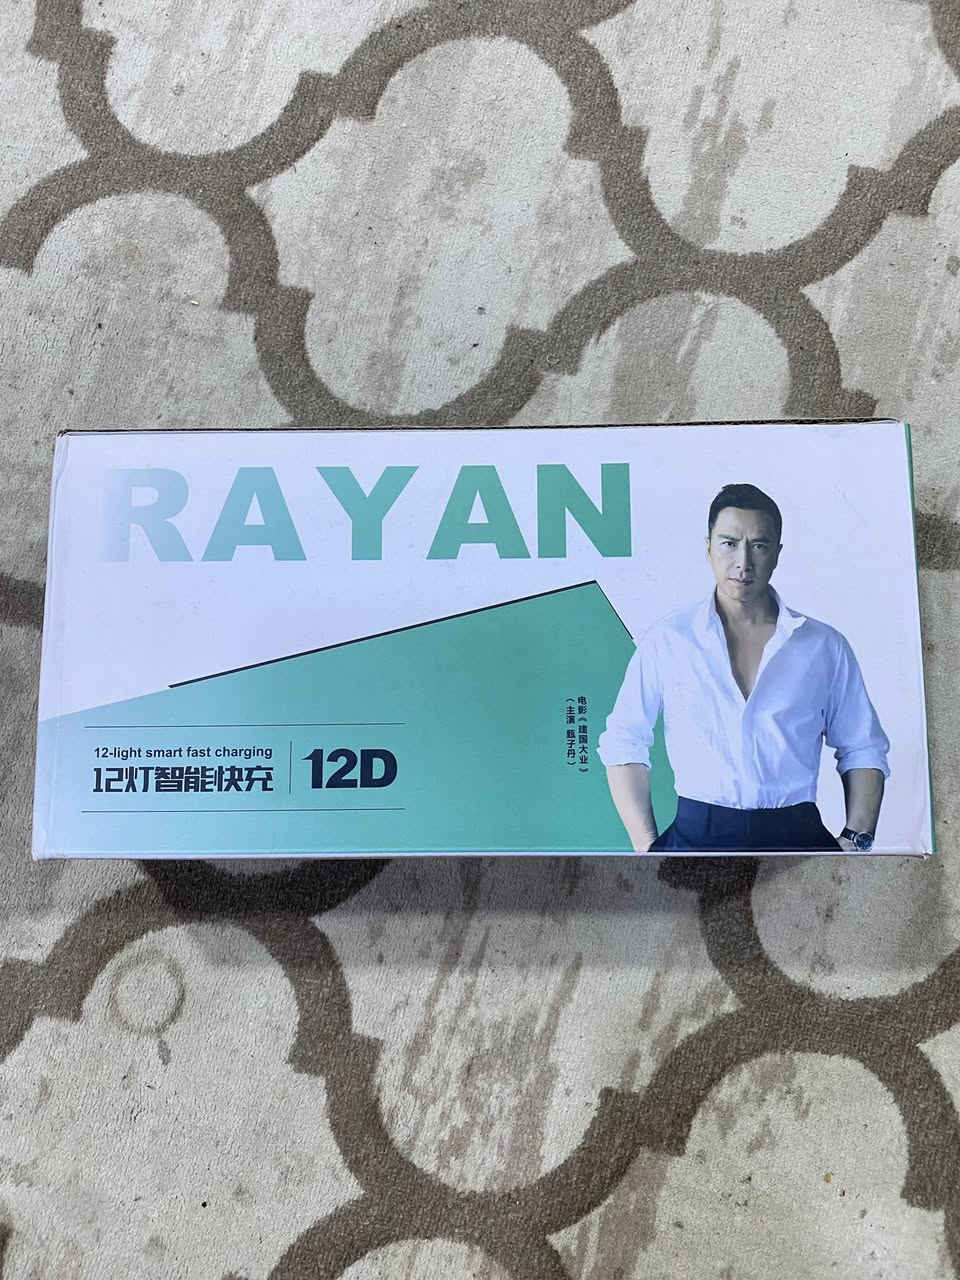 RAYAN
电影《建国大业》
（主演 甄子丹）
12-light smart fast charging
12灯智能快充
12D